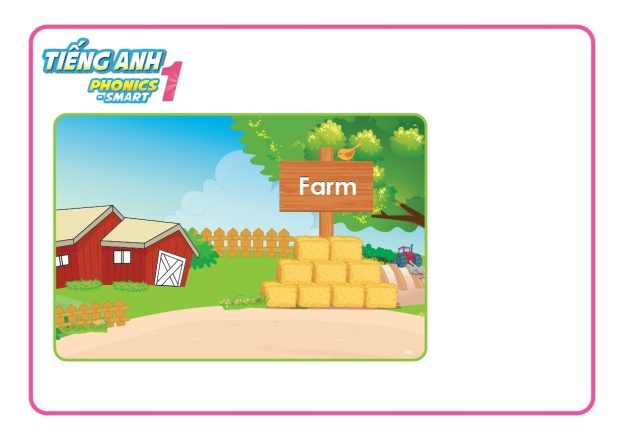 TIẾNG ANH
PHONICS
-SMART 1
Farm